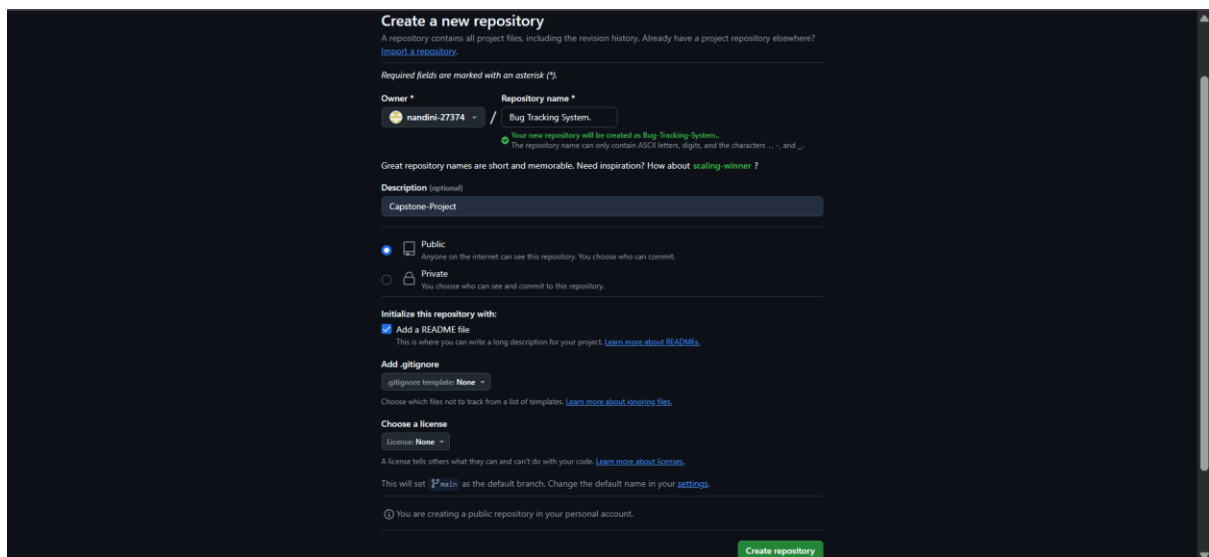 Create a new repository
A repository contains all project files, including the revision history. Already have a project repository elsewhere?
Import a repository.
Required fields are marked with an asterisk (*).
Owner * Repository name *
nandini-27374 / Bug Tracking System.
Your new repository will be created as Bug-Tracking-System..
The repository name can only contain ASCII letters, digits, and the characters ., -, and _.
Great repository names are short and memorable. Need inspiration? How about scaling-winner ?
Description (optional)
Capstone-Project
Public
Anyone on the internet can see this repository. You choose who can commit.
Private
You choose who can see and commit to this repository.
Initialize this repository with:
Add a README file
This is where you can write a long description for your project. Learn more about READMEs.
Add .gitignore
.gitignore template: None
Choose which files not to track from a list of templates. Learn more about ignoring files.
Choose a license
License: None
A license tells others what they can and can't do with your code. Learn more about licenses.
This will set main as the default branch. Change the default name in your settings.
You are creating a public repository in your personal account.
Create repository